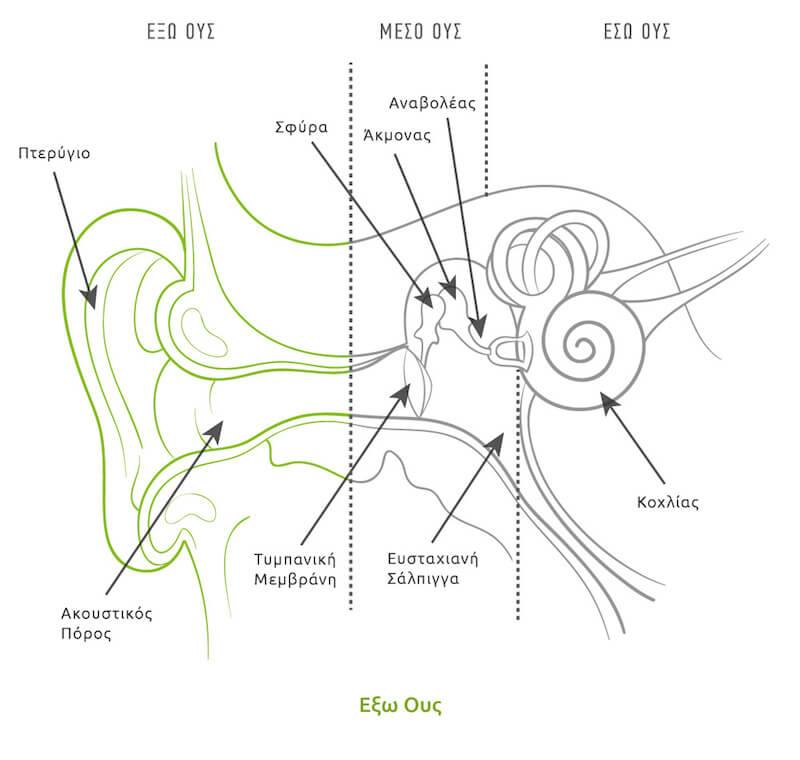 ΕΞΩ ΟΥΣ
ΜΕΣΟ ΟΥΣ
ΕΣΩ ΟΥΣ
Αναβολέας
Σφύρα
Άκμονας
Πτερύγιο
Κοχλίας
Τυμπανική
Μεμβράνη
Ευσταχιανή
Σάλπιγγα
Ακουστικός
Πόρος
Εξω Ους